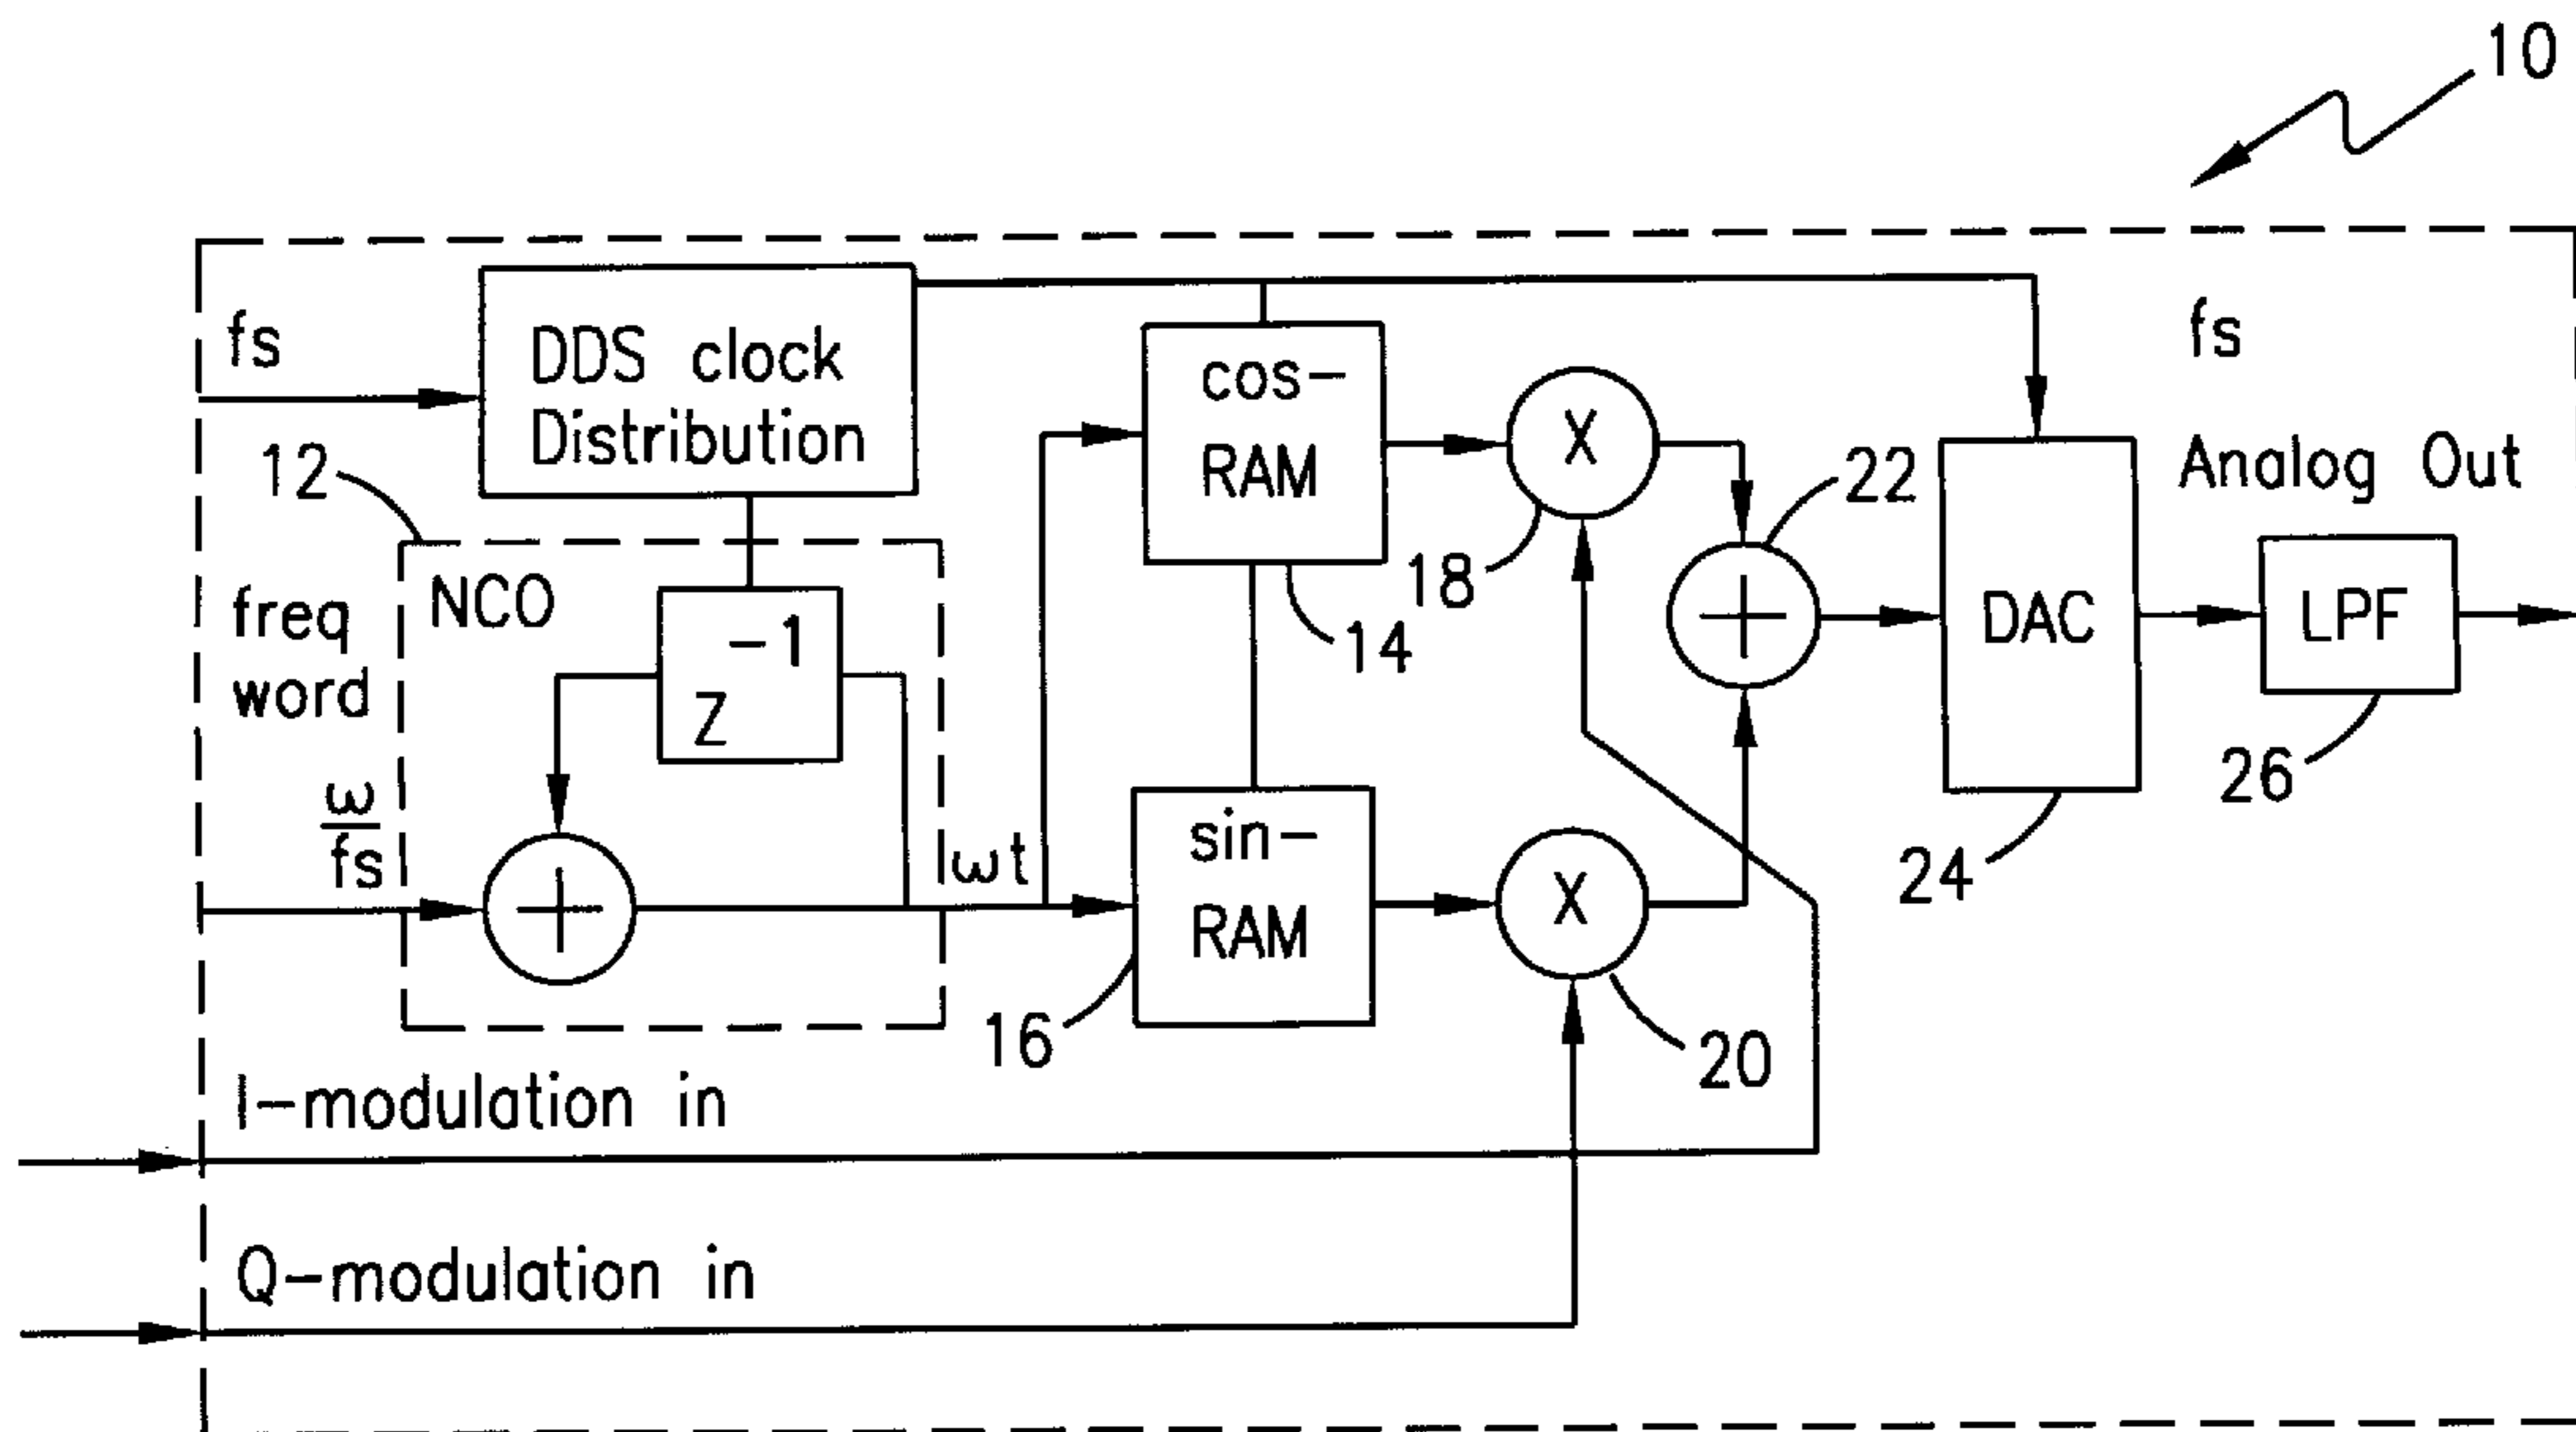 10
fs
DDS clock
Distribution
12
NCO
freq
word
-1
Z
ω
fs
ωt
cos-
RAM
14
sin-
RAM
16
X
18
X
20
+
+
22
DAC
24
fs
Analog Out
LPF
26
I-modulation in
Q-modulation in